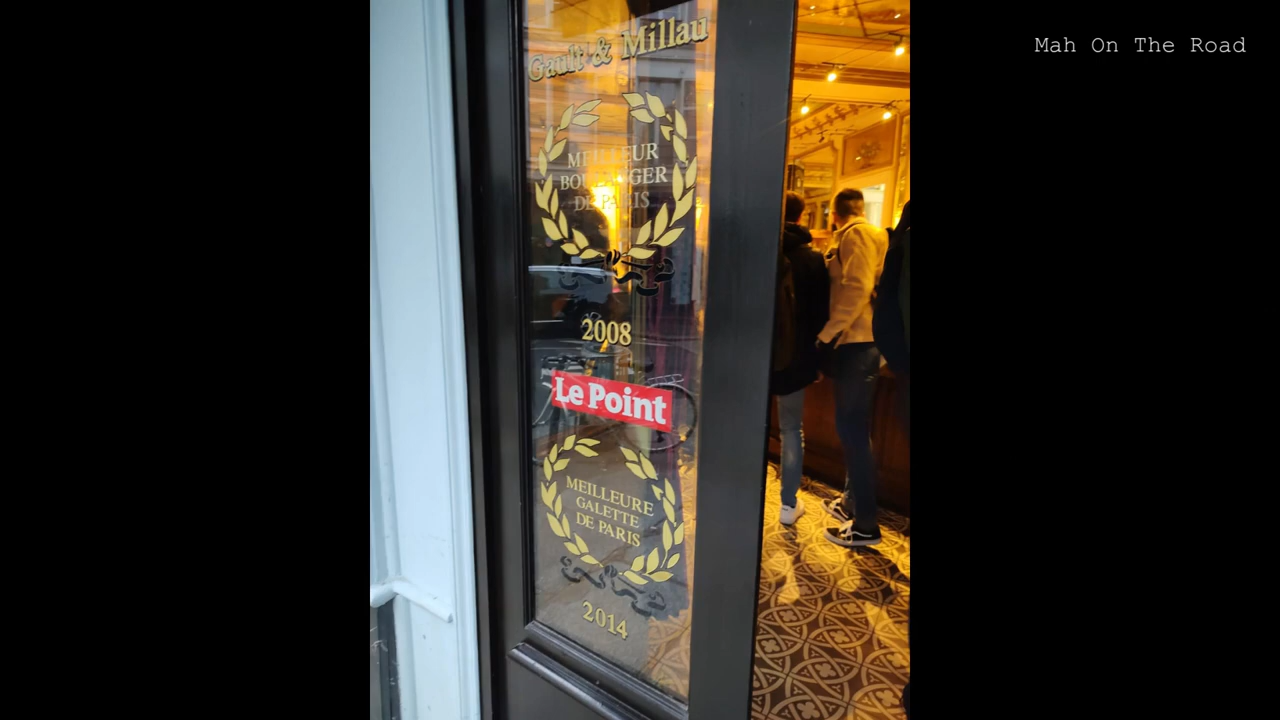 Mah On The Road
Gault & Millau
MEILLEUR
BOULANGER
DE PARIS
2008
Le Point
MEILLEURE
GALETTE
DE PARIS
2014